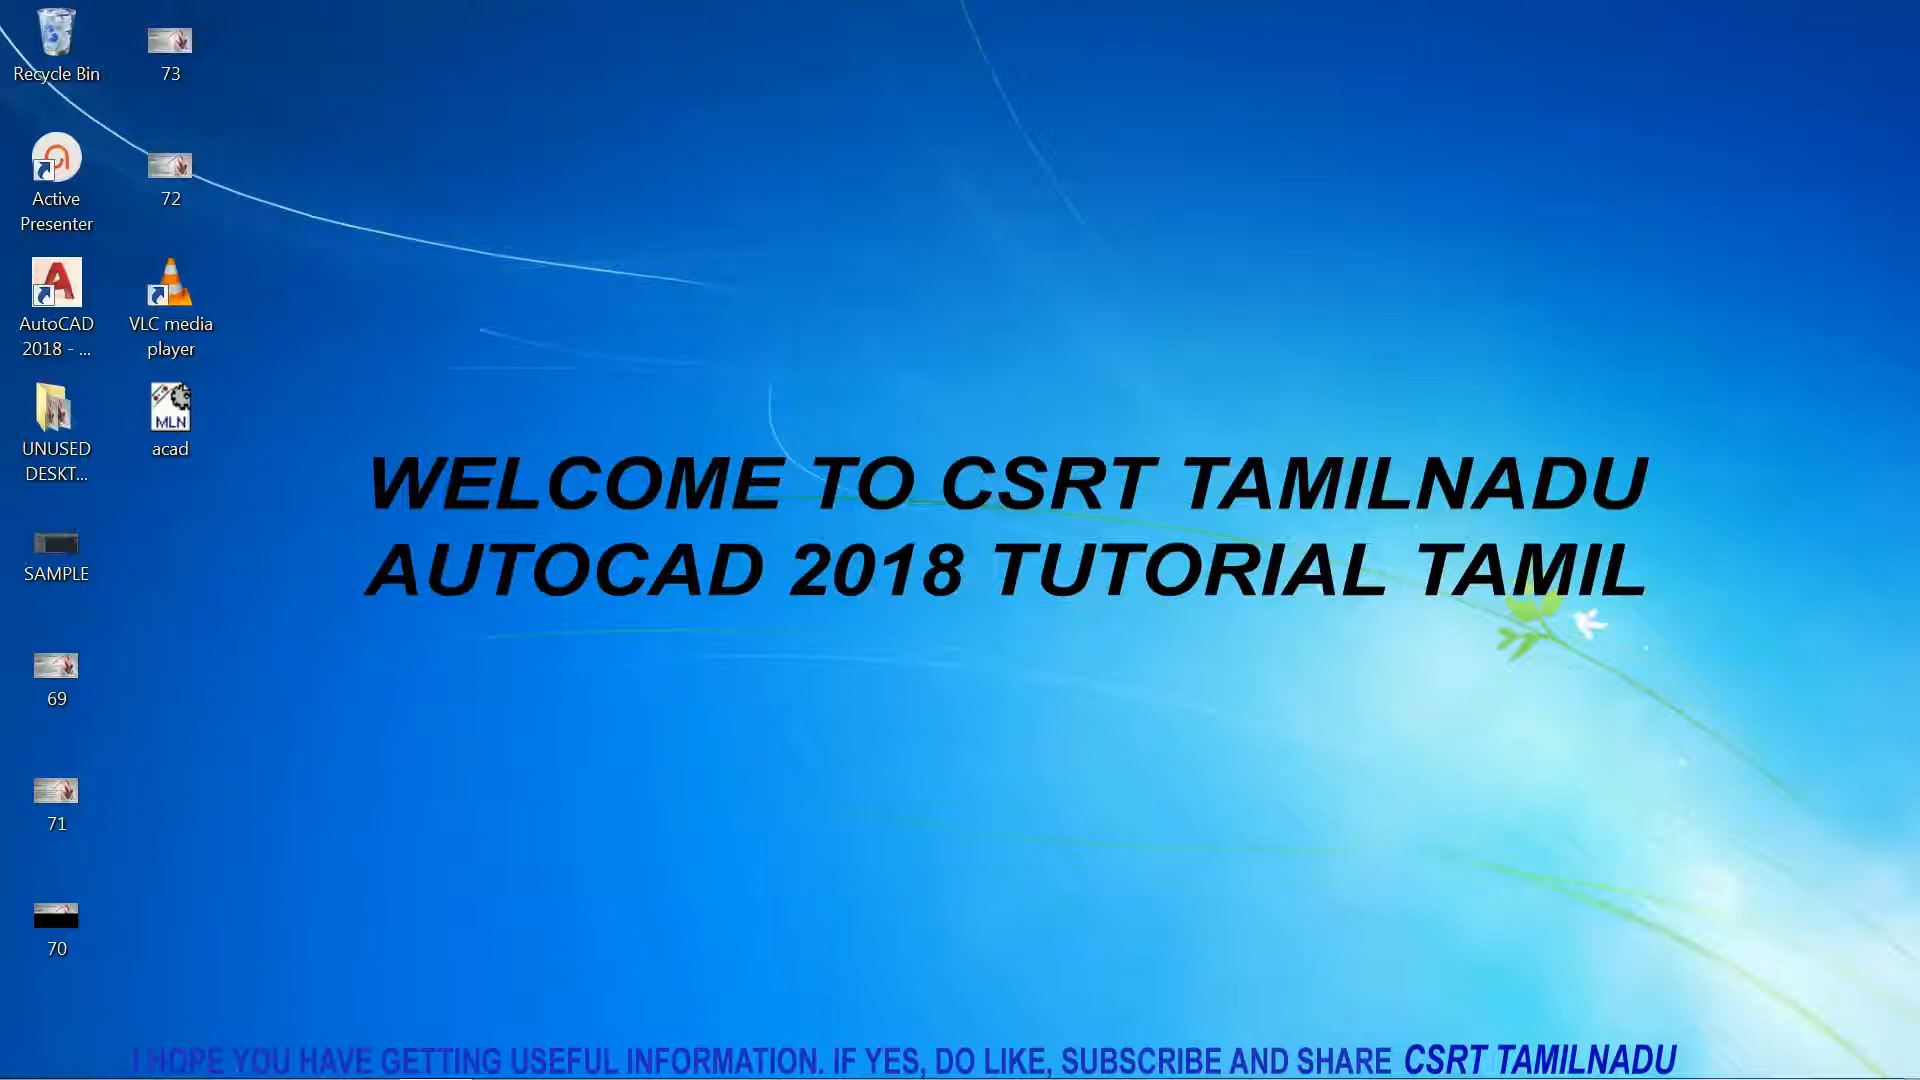 Recycle Bin
73
Active
Presenter
72
AutoCAD
2018 - ...
VLC media
player
UNUSED
DESKT...
MLN
acad
SAMPLE
69
71
70
WELCOME TO CSRT TAMILNADU
AUTOCAD 2018 TUTORIAL TAMIL
I HOPE YOU HAVE GETTING USEFUL INFORMATION. IF YES, DO LIKE, SUBSCRIBE AND SHARE CSRT TAMILNADU